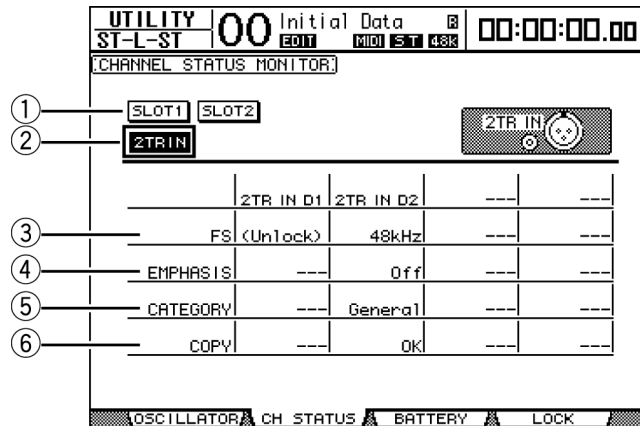 UTILITY 00 Initial Data R 00:00:00.00
ST-L-ST EDIT MIDI ST 48k
CHANNEL STATUS MONITOR
1 SLOT1 SLOT2 2TR IN
2 2TRIN
2TR IN D1 2TR IN D2 --- ---
3 FS (Unlock) 48kHz --- ---
4 EMPHASIS --- Off --- ---
5 CATEGORY --- General --- ---
6 COPY --- OK --- ---
OSCILLATOR CH STATUS BATTERY LOCK